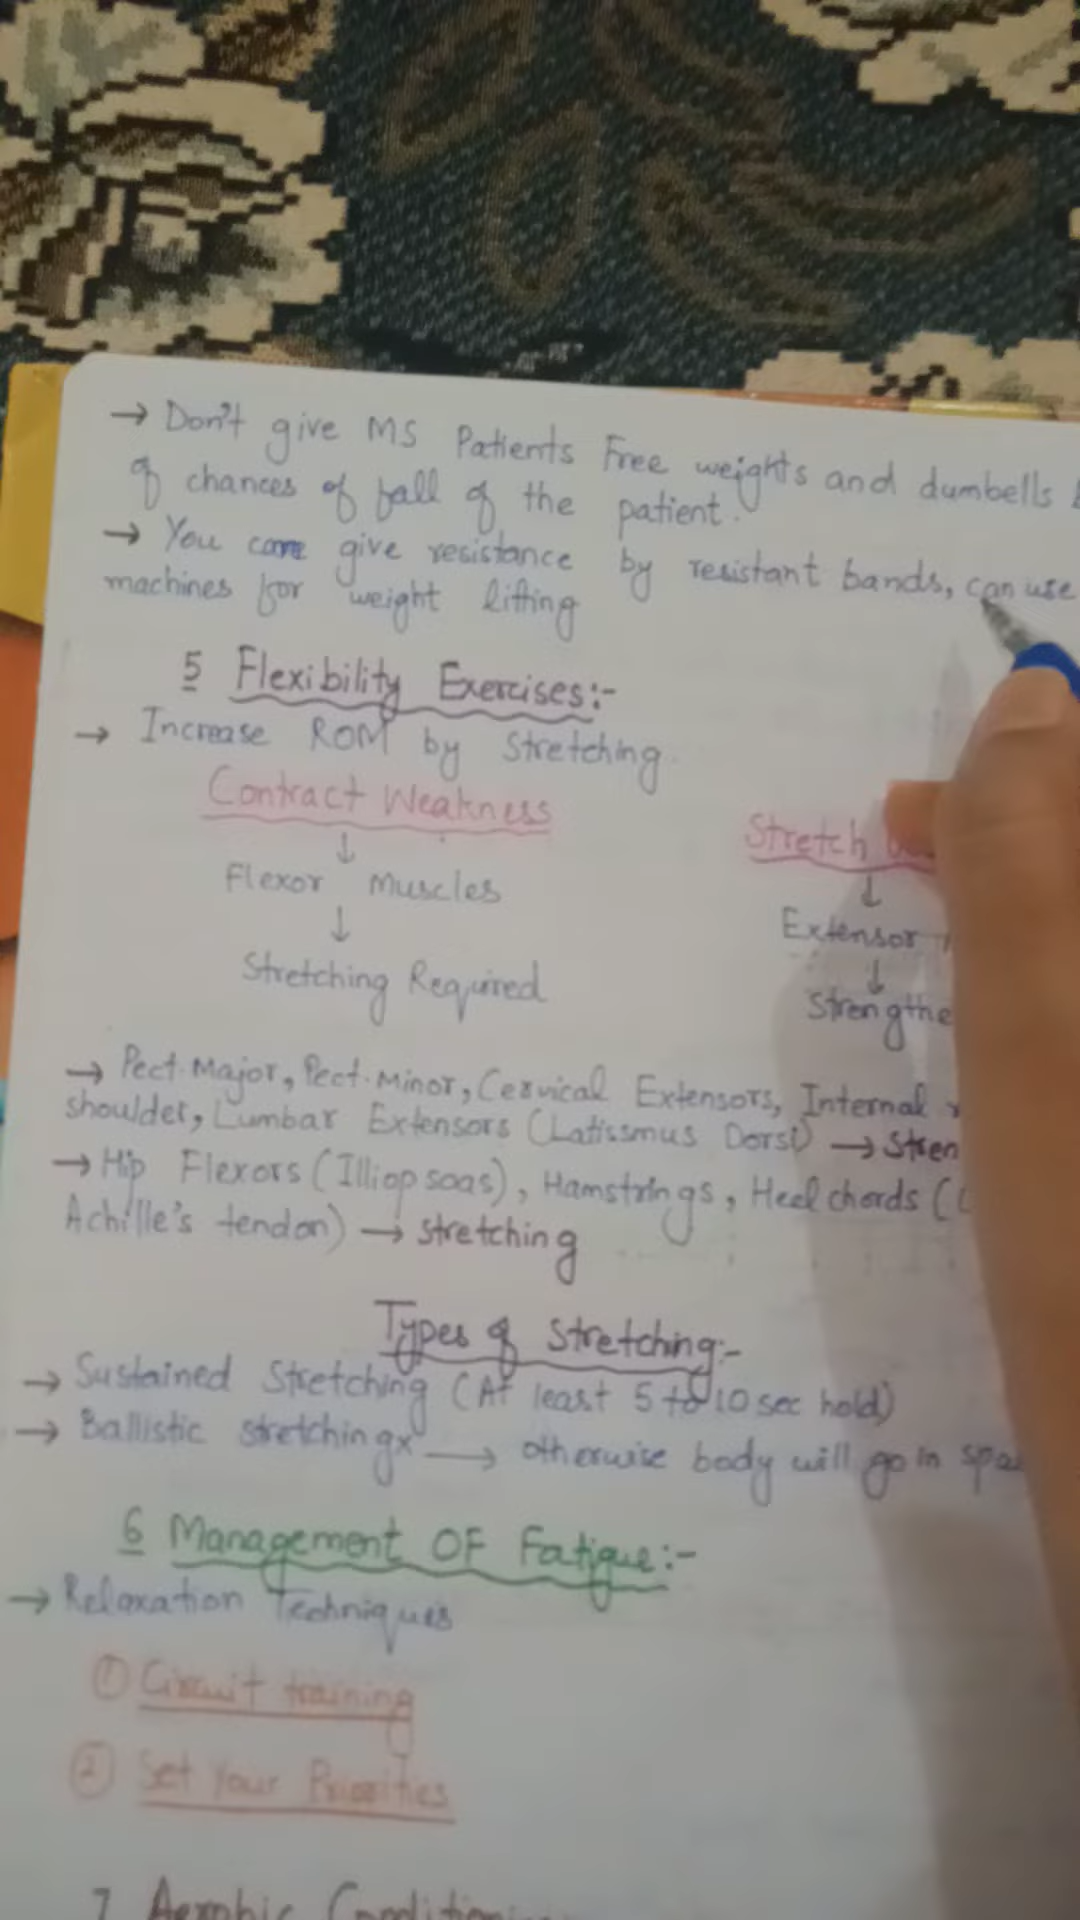 → Don't give MS Patients Free weights and dumbells
of chances of fall of the patient.
→ You can give resistance by resistant bands, can use
machines for weight lifting
5 Flexibility Exercises:-
→ Increase ROM by Stretching
Contract Weakness
↓
Flexor Muscles
↓
Stretching Required
Stretch
↓
Extensor
↓
Strengthe
→ Pect. Major, Pect. Minor, Cervical Extensors, Internal
shoulder, Lumbar Extensors (Latissmus Dorsi) → Stren
→ Hip Flexors (Illiopsoas), Hamstrings, Heel chords (
Achille's tendon) → stretching
Types of Stretching:-
→ Sustained Stretching (At least 5 to 10 sec hold)
→ Ballistic stretching x → otherwise body will go in spa
6 Management OF Fatigue:-
→ Relaxation Techniques
① Circuit training
② Set Your Priorities
7 Aerobic